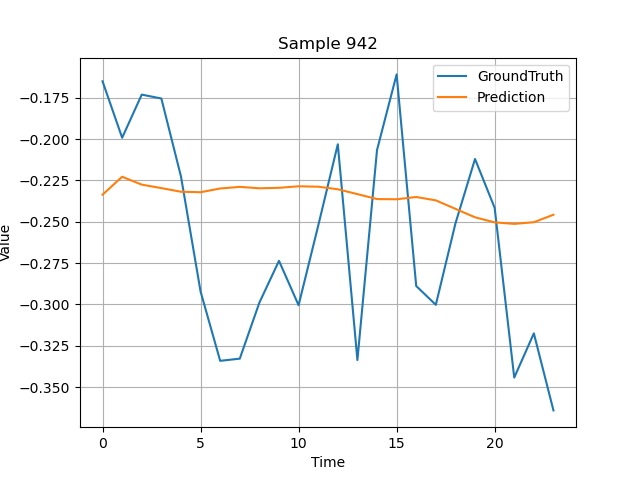 Sample 942
GroundTruth
Prediction
Value
−0.175
−0.200
−0.225
−0.250
−0.275
−0.300
−0.325
−0.350
0 5 10 15 20
Time